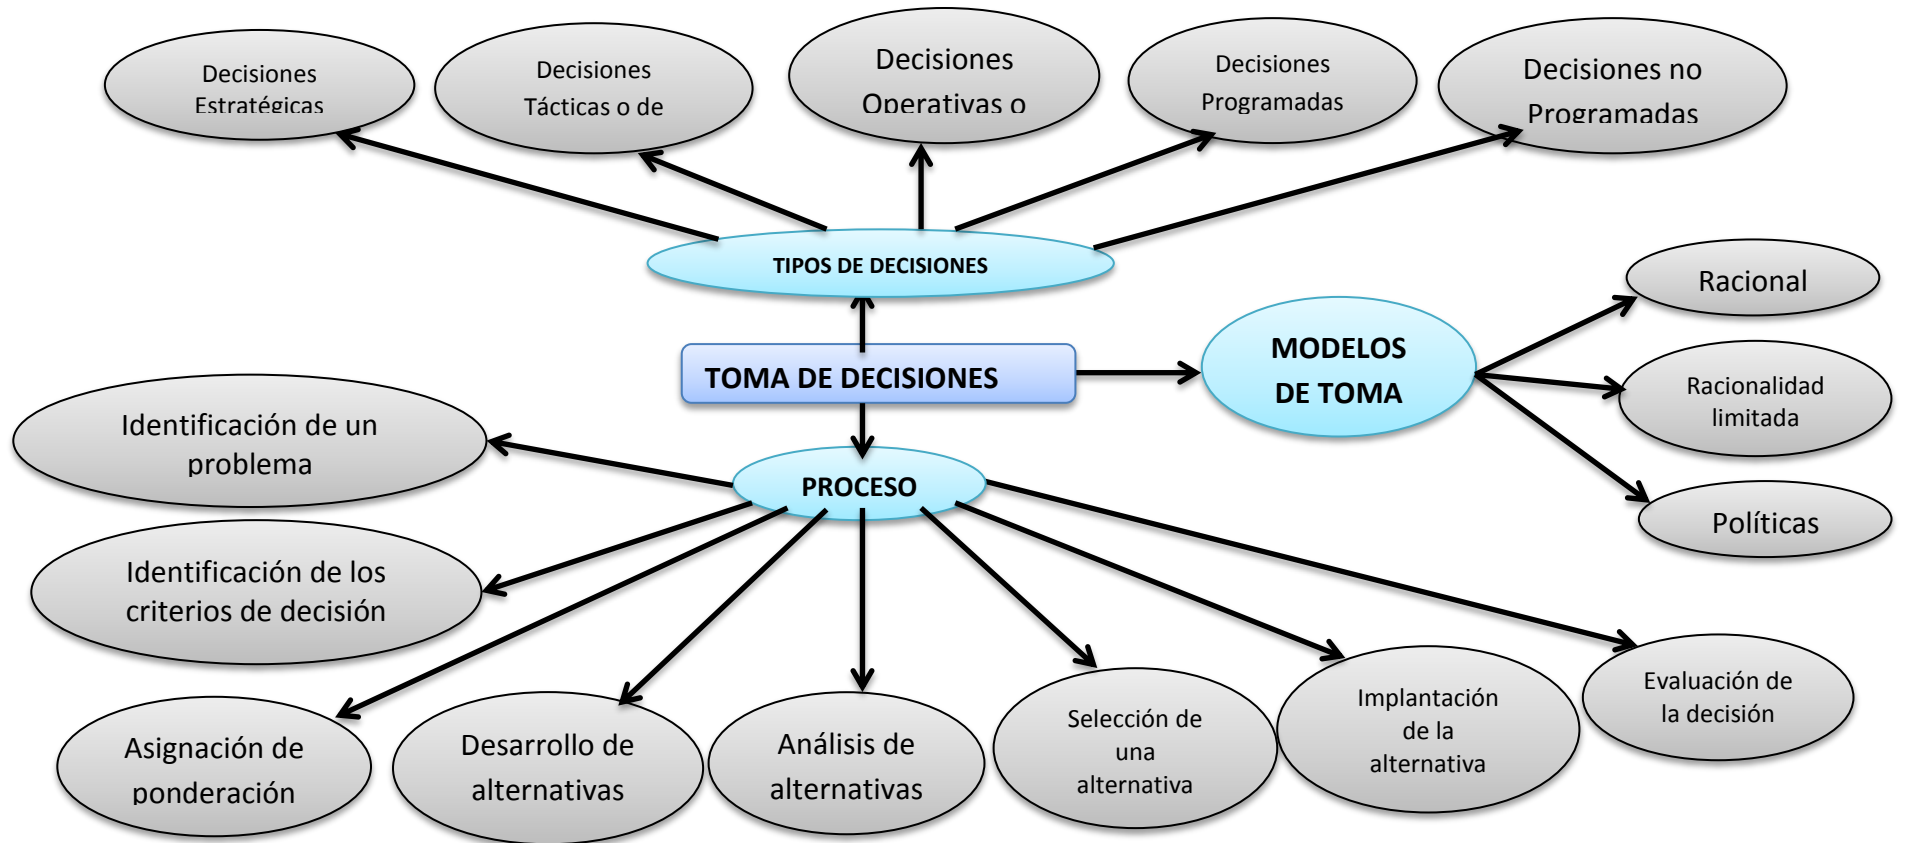 Decisiones
Estratégicas
Decisiones
Tácticas o de
Decisiones
Operativas o
Decisiones
Programadas
Decisiones no
Programadas
TIPOS DE DECISIONES
TOMA DE DECISIONES
MODELOS
DE TOMA
Racional
Racionalidad
limitada
Políticas
PROCESO
Identificación de un
problema
Identificación de los
criterios de decisión
Asignación de
ponderación
Desarrollo de
alternativas
Análisis de
alternativas
Selección de
una
alternativa
Implantación
de la
alternativa
Evaluación de
la decisión